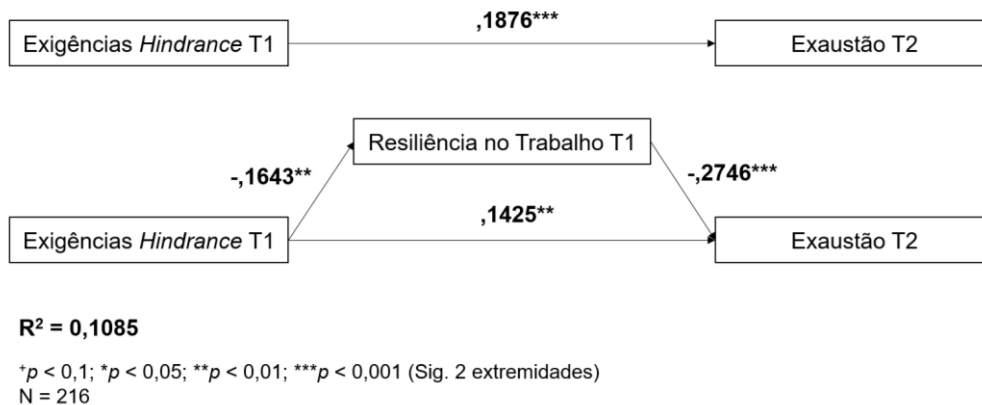 ,1876***
Exigências Hindrance T1
Exaustão T2
Resiliência no Trabalho T1
-,1643**
-,2746***
,1425**
Exigências Hindrance T1
Exaustão T2
R² = 0,1085
⁺p < 0,1; *p < 0,05; **p < 0,01; ***p < 0,001 (Sig. 2 extremidades)
N = 216